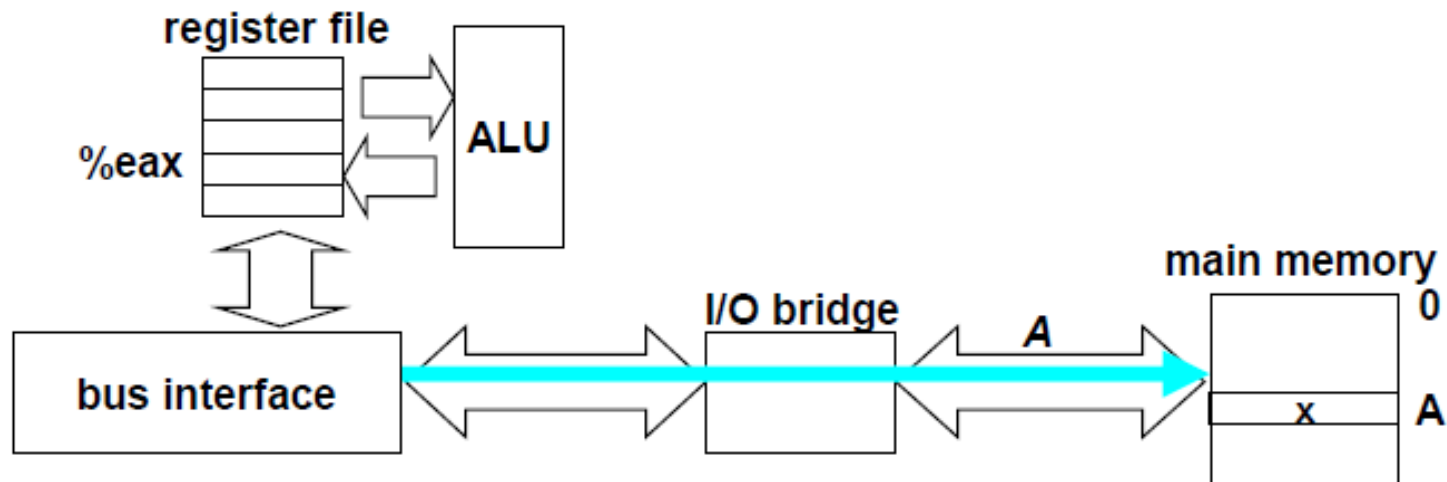 register file
ALU
%eax
main memory
I/O bridge
A
0
bus interface
x
A